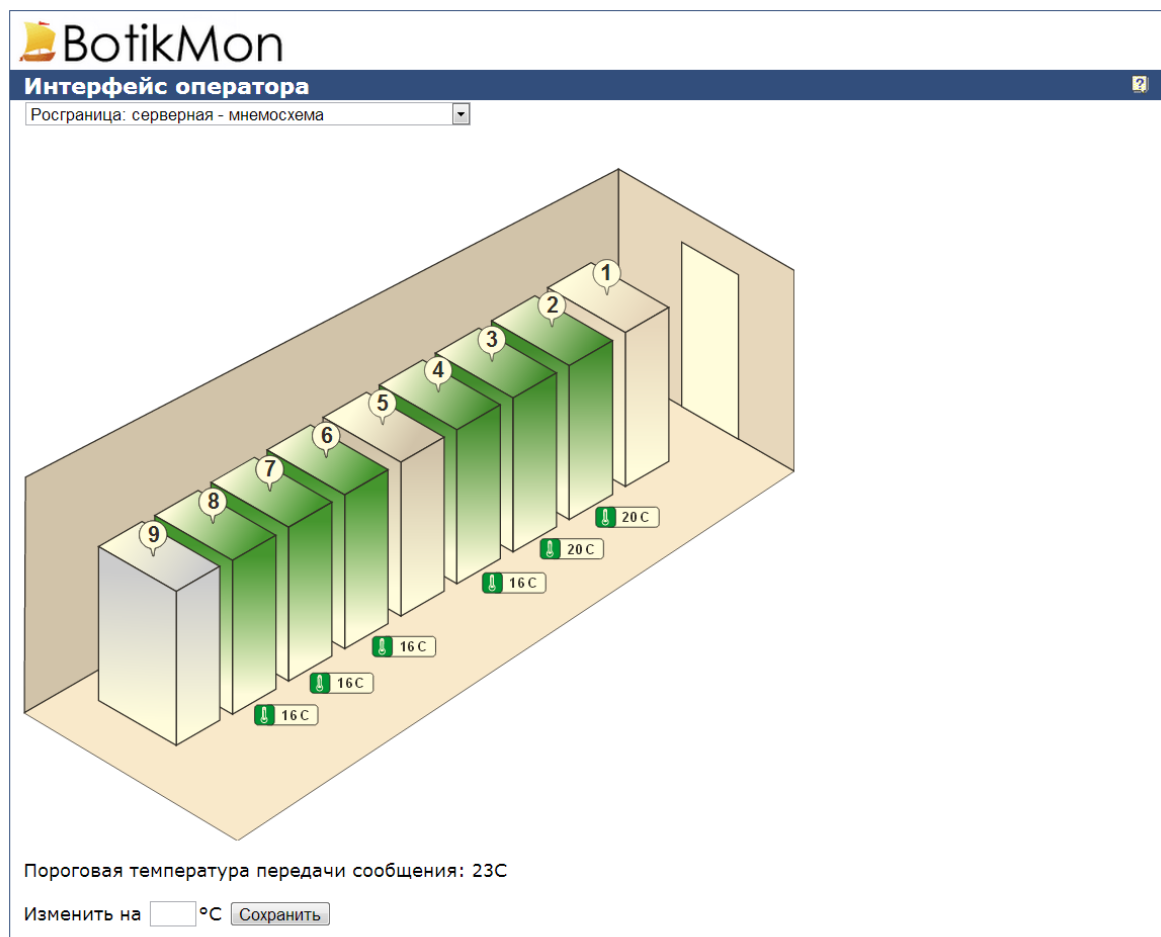 BotikMon
Интерфейс оператора
?
Росграница: серверная - мнемосхема
1
2
3
4
5
6
7
8
9
20 C
20 C
16 C
16 C
16 C
16 C
Пороговая температура передачи сообщения: 23C
Изменить на °C Сохранить